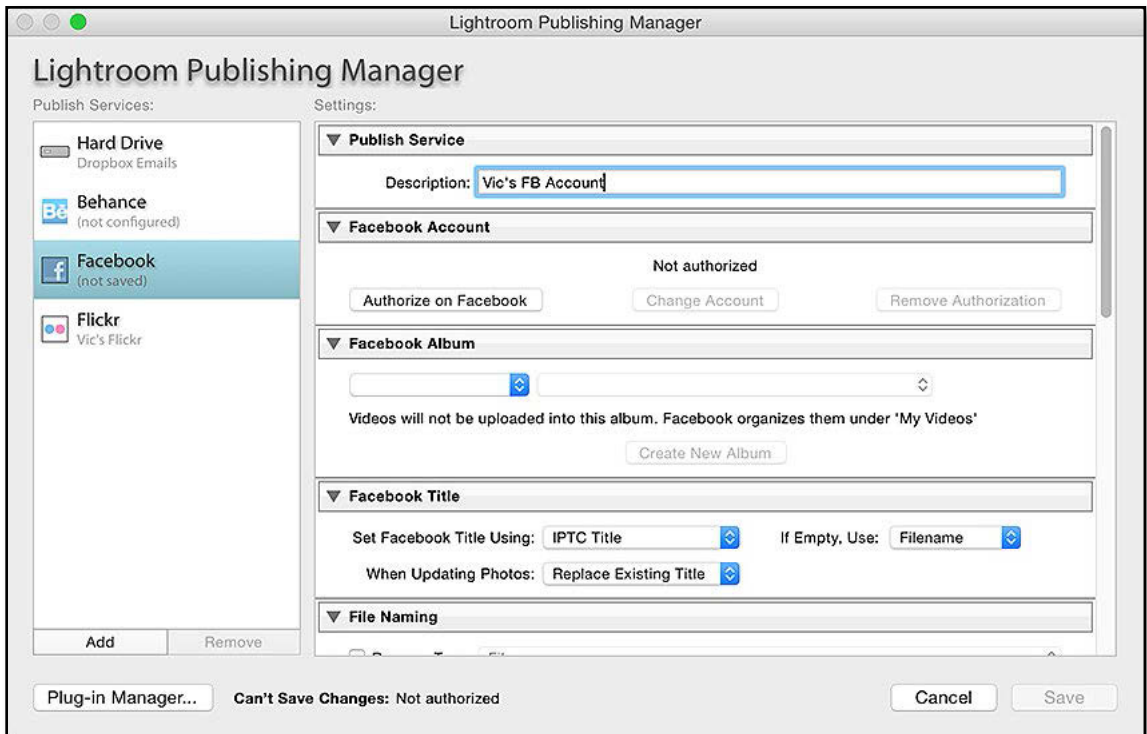 Lightroom Publishing Manager
Lightroom Publishing Manager
Publish Services:
Settings:
Hard Drive
Dropbox Emails
Behance
(not configured)
Facebook
(not saved)
Flickr
Vic's Flickr
Add Remove
Publish Service
Description: Vic's FB Account
Facebook Account
Not authorized
Authorize on Facebook Change Account Remove Authorization
Facebook Album
Videos will not be uploaded into this album. Facebook organizes them under 'My Videos'
Create New Album
Facebook Title
Set Facebook Title Using: IPTC Title If Empty, Use: Filename
When Updating Photos: Replace Existing Title
File Naming
Plug-in Manager... Can't Save Changes: Not authorized Cancel Save